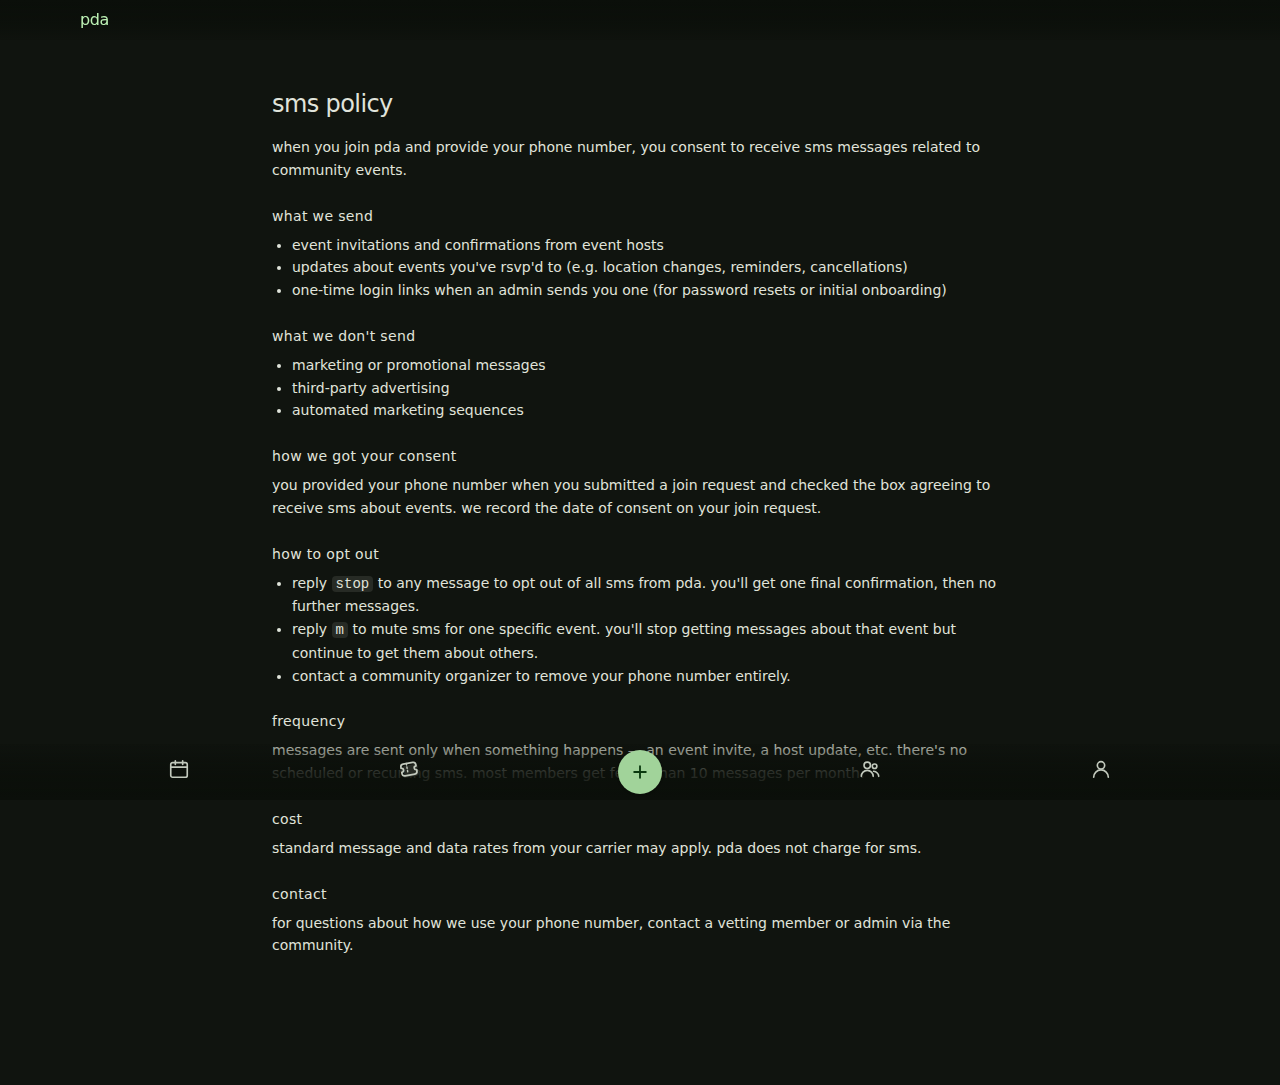 pda
sms policy
when you join pda and provide your phone number, you consent to receive sms messages related to
community events.
what we send
event invitations and confirmations from event hosts
updates about events you've rsvp'd to (e.g. location changes, reminders, cancellations)
one-time login links when an admin sends you one (for password resets or initial onboarding)
what we don't send
marketing or promotional messages
third-party advertising
automated marketing sequences
how we got your consent
you provided your phone number when you submitted a join request and checked the box agreeing to
receive sms about events. we record the date of consent on your join request.
how to opt out
reply stop to any message to opt out of all sms from pda. you'll get one final confirmation, then no
further messages.
reply m to mute sms for one specific event. you'll stop getting messages about that event but
continue to get them about others.
contact a community organizer to remove your phone number entirely.
frequency
messages are sent only when something happens — an event invite, a host update, etc. there's no
scheduled or recurring sms. most members get than 10 messages per month
cost
standard message and data rates from your carrier may apply. pda does not charge for sms.
contact
for questions about how we use your phone number, contact a vetting member or admin via the
community.